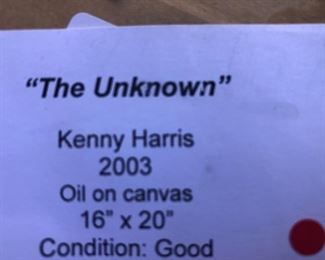 “The Unknown”
Kenny Harris
2003
Oil on canvas
16” x 20”
Condition: Good